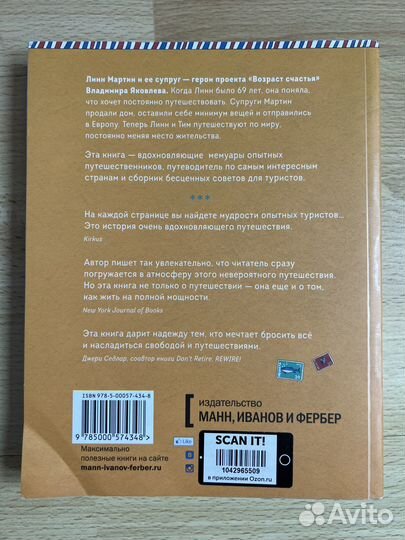 Линн Мартин и ее супруг — герои проекта «Возраст счастья»
Владимира Яковлева. Когда Линн было 69 лет, она поняла,
что хочет постоянно путешествовать. Супруги Мартин
продали дом, оставили себе минимум вещей и отправились
в Европу. Теперь Линн и Тим путешествуют по миру,
постоянно меняя место жительства.
Эта книга — вдохновляющие мемуары опытных
путешественников, путеводитель по самым интересным
странам и сборник бесценных советов для туристов.
***
На каждой странице вы найдете мудрости опытных туристов...
Это история очень вдохновляющего путешествия.
Kirkus
Автор пишет так увлекательно, что читатель сразу
погружается в атмосферу этого невероятного путешествия.
Но эта книга не только о путешествии — она еще и о том,
как жить на полной мощности.
New York Journal of Books
Эта книга дарит надежду тем, кто мечтает бросить всё
и насладиться свободой и путешествиями.
Джери Седлар, соавтор книги Don't Retire, REWIRE!
ISBN 978-5-00057-434-8
9 785000 574348 >
Максимально
полезные книги на сайте
mann-ivanov-ferber.ru
издательство
МАНН, ИВАНОВ И ФЕРБЕР
Like
SCAN IT!
1042965509
в приложении Ozon.ru
Avito